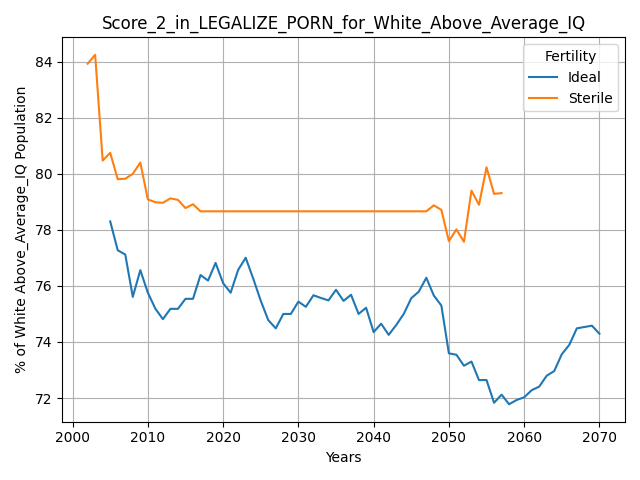 Score_2_in_LEGALIZE_PORN_for_White_Above_Average_IQ
% of White Above_Average_IQ Population
84
82
80
78
76
74
72
Fertility
Ideal
Sterile
2000 2010 2020 2030 2040 2050 2060 2070
Years